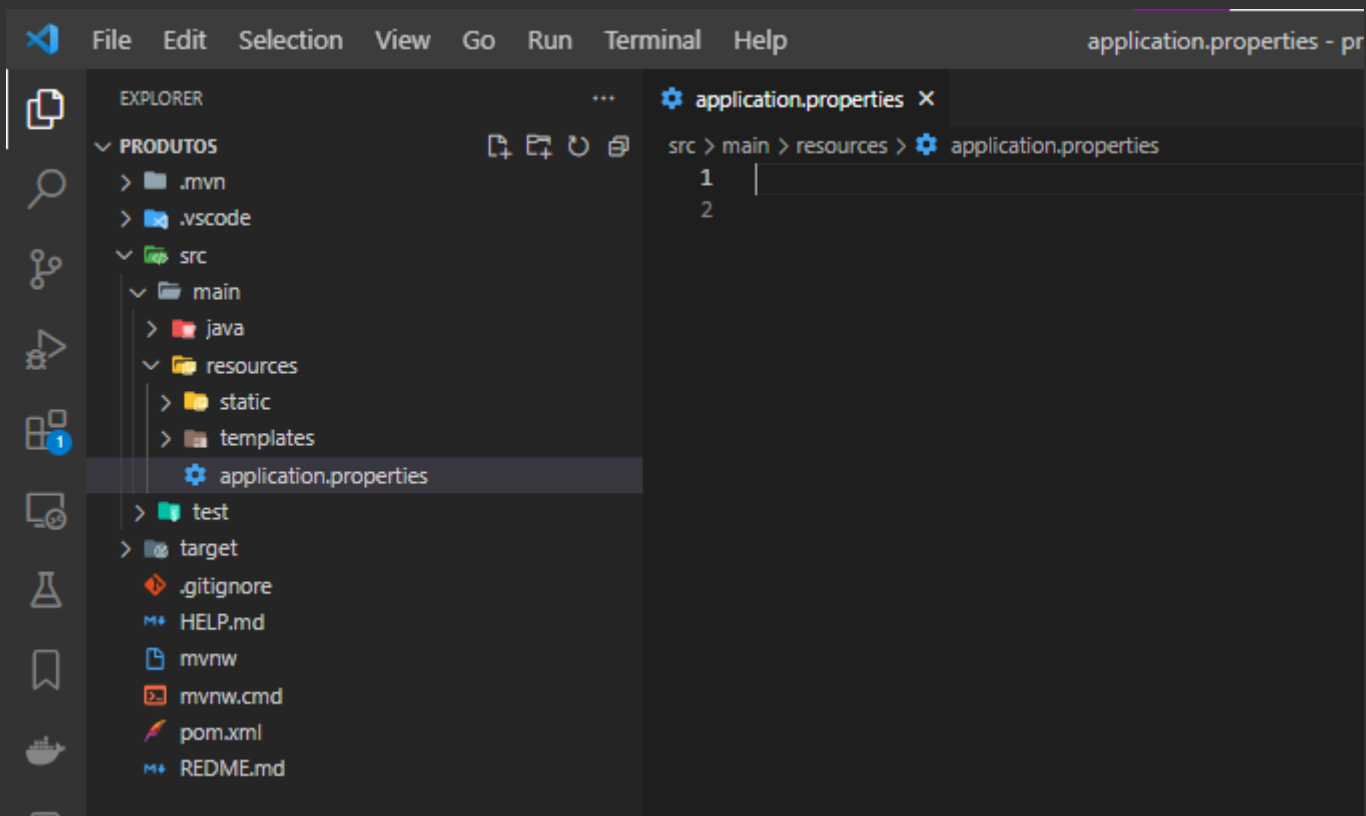 File Edit Selection View Go Run Terminal Help application.properties - pr
EXPLORER
PRODUTOS
.mvn
.vscode
src
main
java
resources
static
templates
application.properties
test
target
.gitignore
HELP.md
mvnw
mvnw.cmd
pom.xml
REDME.md
1
application.properties
src > main > resources > application.properties
1
2